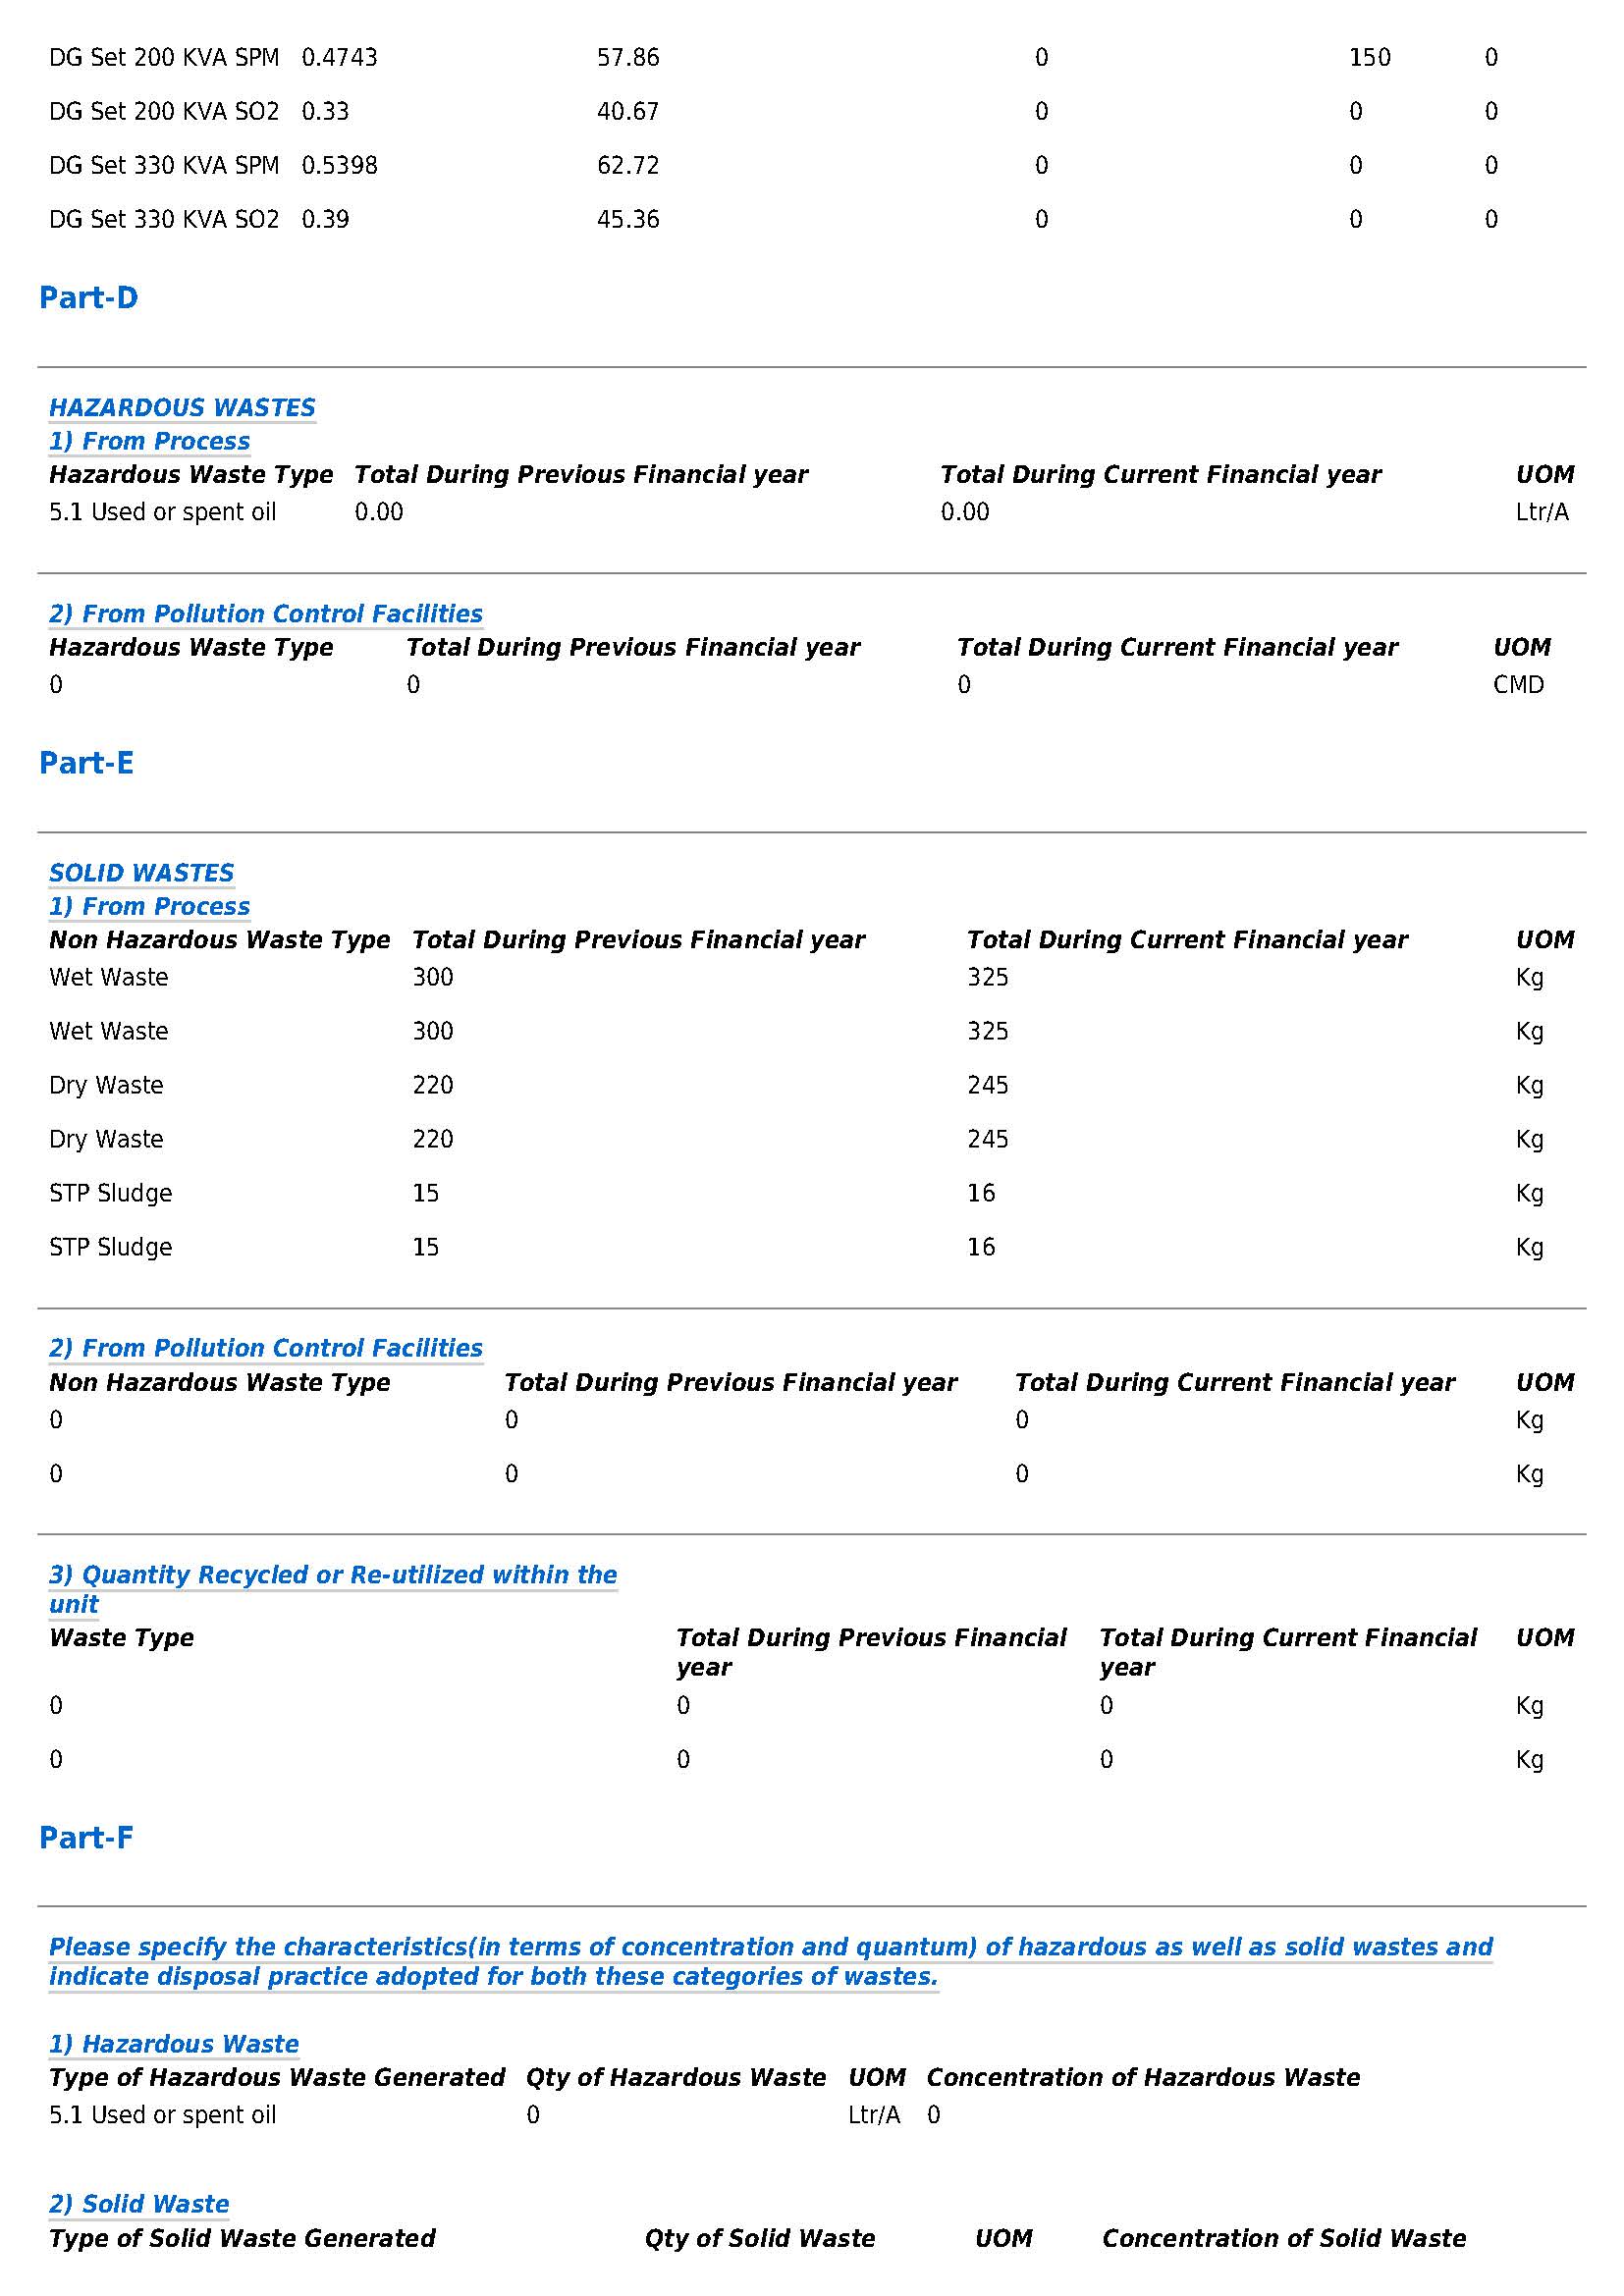 DG Set 200 KVA SPM 0.4743 57.86 0 150 0
DG Set 200 KVA SO2 0.33 40.67 0 0 0
DG Set 330 KVA SPM 0.5398 62.72 0 0 0
DG Set 330 KVA SO2 0.39 45.36 0 0 0
Part-D
HAZARDOUS WASTES
1) From Process
Hazardous Waste Type Total During Previous Financial year Total During Current Financial year UOM
5.1 Used or spent oil 0.00 0.00 Ltr/A
2) From Pollution Control Facilities
Hazardous Waste Type Total During Previous Financial year Total During Current Financial year UOM
0 0 0 CMD
Part-E
SOLID WASTES
1) From Process
Non Hazardous Waste Type Total During Previous Financial year Total During Current Financial year UOM
Wet Waste 300 325 Kg
Wet Waste 300 325 Kg
Dry Waste 220 245 Kg
Dry Waste 220 245 Kg
STP Sludge 15 16 Kg
STP Sludge 15 16 Kg
2) From Pollution Control Facilities
Non Hazardous Waste Type Total During Previous Financial year Total During Current Financial year UOM
0 0 0 Kg
0 0 0 Kg
3) Quantity Recycled or Re-utilized within the
unit
Waste Type Total During Previous Financial Total During Current Financial UOM
year year
0 0 0 Kg
0 0 0 Kg
Part-F
Please specify the characteristics(in terms of concentration and quantum) of hazardous as well as solid wastes and
indicate disposal practice adopted for both these categories of wastes.
1) Hazardous Waste
Type of Hazardous Waste Generated Qty of Hazardous Waste UOM Concentration of Hazardous Waste
5.1 Used or spent oil 0 Ltr/A 0
2) Solid Waste
Type of Solid Waste Generated Qty of Solid Waste UOM Concentration of Solid Waste